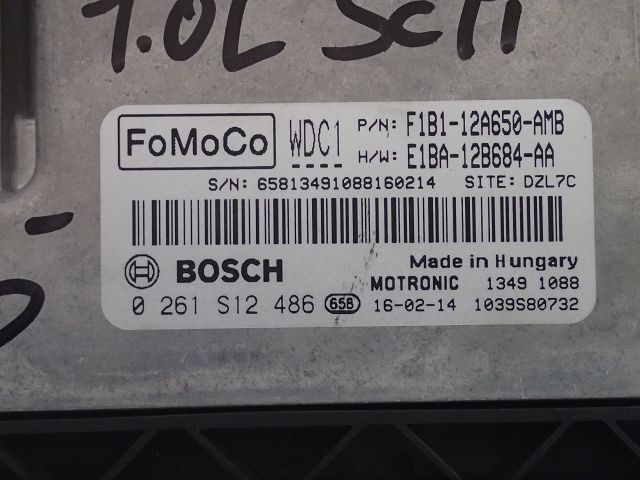 1.0L SCTi
FoMoCo WDC1 P/N: F1B1-12A650-AMB
H/W: E1BA-12B684-AA
S/N: 65813491088160214 SITE: DZL7C
BOSCH Made in Hungary
MOTRONIC 1349 1088
0 261 S12 486 65B 16-02-14 1039S80732